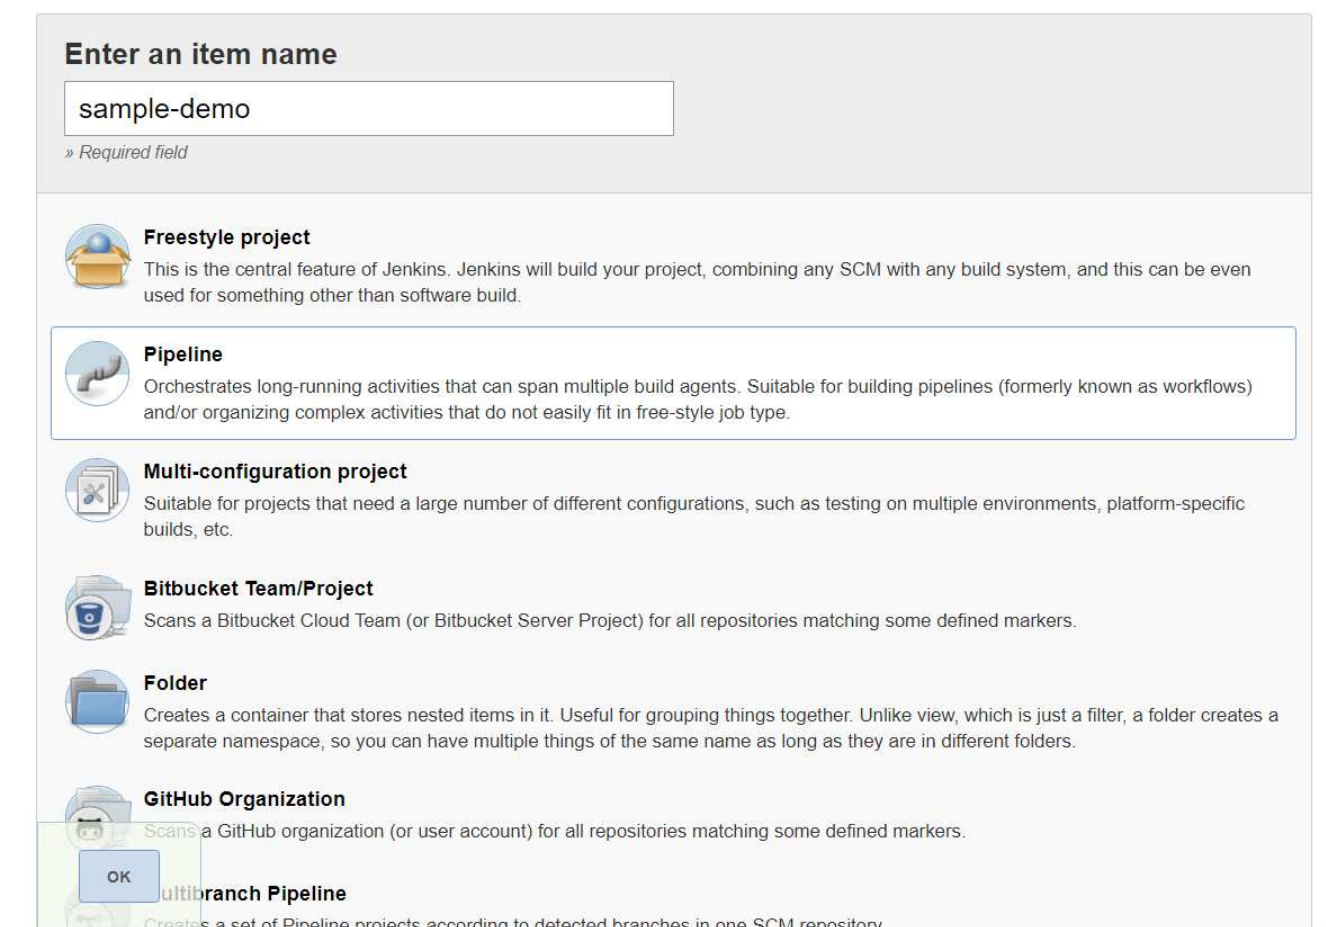 Enter an item name
sample-demo
» Required field
Freestyle project
This is the central feature of Jenkins. Jenkins will build your project, combining any SCM with any build system, and this can be even
used for something other than software build.
Pipeline
Orchestrates long-running activities that can span multiple build agents. Suitable for building pipelines (formerly known as workflows)
and/or organizing complex activities that do not easily fit in free-style job type.
Multi-configuration project
Suitable for projects that need a large number of different configurations, such as testing on multiple environments, platform-specific
builds, etc.
Bitbucket Team/Project
Scans a Bitbucket Cloud Team (or Bitbucket Server Project) for all repositories matching some defined markers.
Folder
Creates a container that stores nested items in it. Useful for grouping things together. Unlike view, which is just a filter, a folder creates a
separate namespace, so you can have multiple things of the same name as long as they are in different folders.
GitHub Organization
Scans a GitHub organization (or user account) for all repositories matching some defined markers.
OK
ultibranch Pipeline
Creates a set of Pipeline projects according to detected branches in one SCM repository.